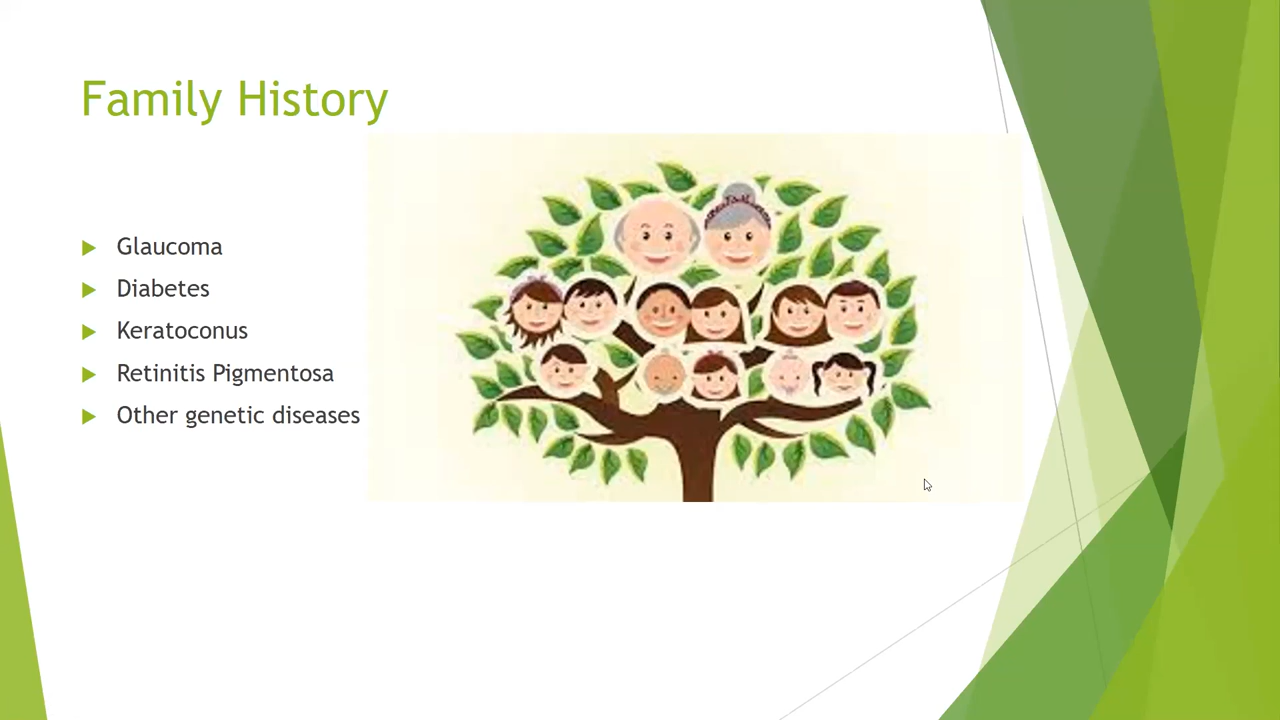 Family History
Glaucoma
Diabetes
Keratoconus
Retinitis Pigmentosa
Other genetic diseases